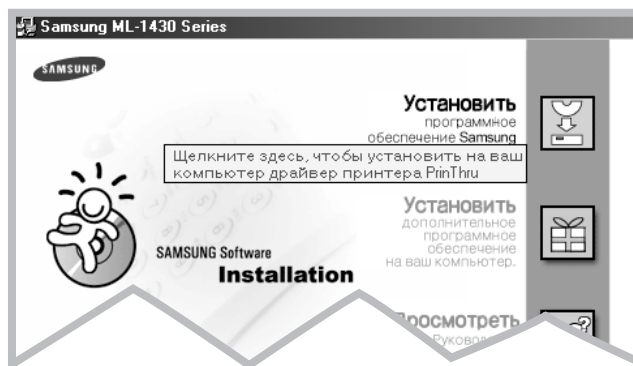 Samsung ML-1430 Series
SAMSUNG
Установить
программное
обеспечение Samsung
Щелкните здесь, чтобы установить на ваш
компьютер драйвер принтера PrinThru
Установить
дополнительное
программное
обеспечение
на ваш компьютер.
SAMSUNG Software
Installation